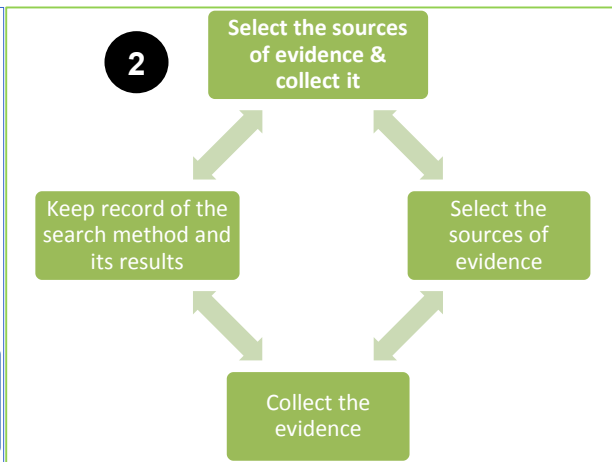 2
Select the sources
of evidence &
collect it
Keep record of the
search method and
its results
Select the
sources of
evidence
Collect the
evidence